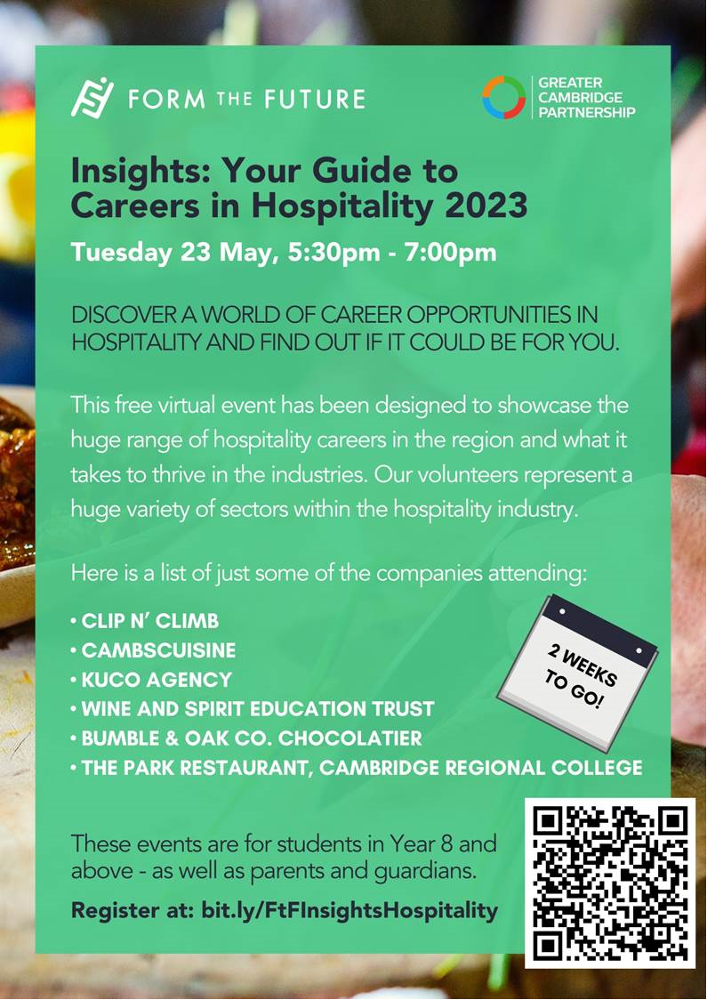 FORM THE FUTURE
GREATER
CAMBRIDGE
PARTNERSHIP
Insights: Your Guide to
Careers in Hospitality 2023
Tuesday 23 May, 5:30pm - 7:00pm
DISCOVER A WORLD OF CAREER OPPORTUNITIES IN
HOSPITALITY AND FIND OUT IF IT COULD BE FOR YOU.
This free virtual event has been designed to showcase the
huge range of hospitality careers in the region and what it
takes to thrive in the industries. Our volunteers represent a
huge variety of sectors within the hospitality industry.
Here is a list of just some of the companies attending:
• CLIP N’ CLIMB
• CAMBSCUISINE
• KUCO AGENCY
• WINE AND SPIRIT EDUCATION TRUST
• BUMBLE & OAK CO. CHOCOLATIER
• THE PARK RESTAURANT, CAMBRIDGE REGIONAL COLLEGE
2 WEEKS
TO GO!
These events are for students in Year 8 and
above - as well as parents and guardians.
Register at: bit.ly/FtFInsightsHospitality